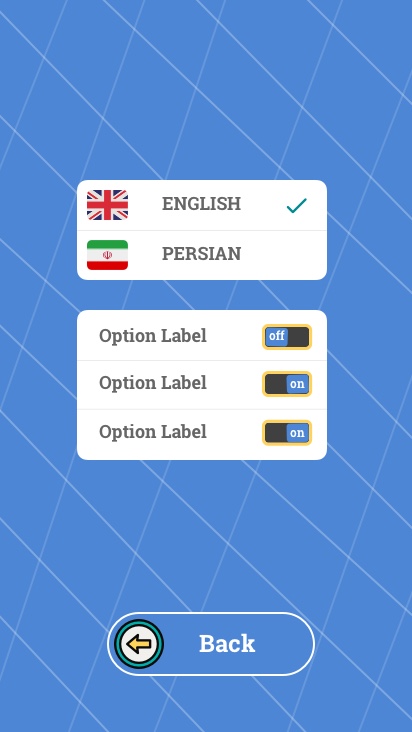 ENGLISH
PERSIAN
Option Label off
Option Label on
Option Label on
Back